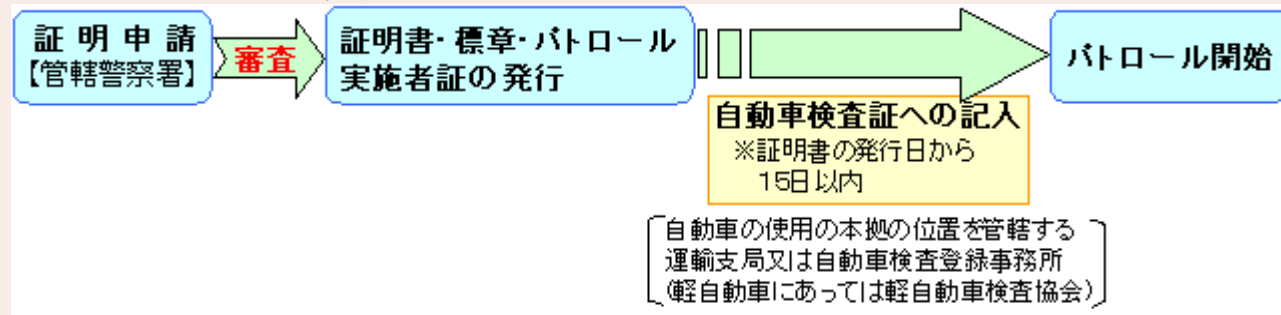 証明申請
【管轄警察署】
審査
証明書・標章・パトロール
実施者証の発行
自動車検査証への記入
※証明書の発行日から
15日以内
自動車の使用の本拠の位置を管轄する
運輸支局又は自動車検査登録事務所
(軽自動車にあっては軽自動車検査協会)
パトロール開始